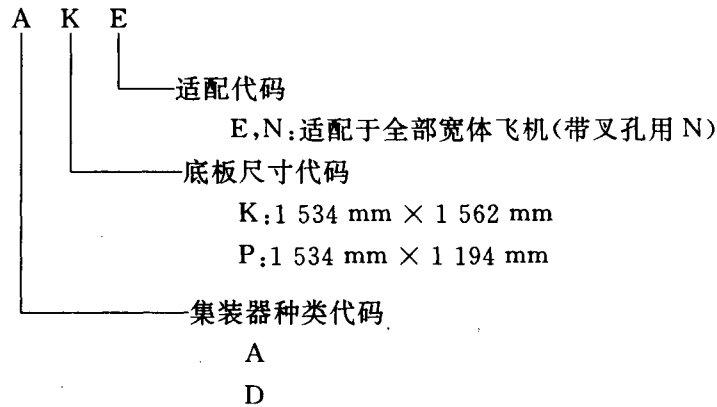 A K E
适配代码
E,N:适配于全部宽体飞机(带叉孔用 N)
底板尺寸代码
K:1 534 mm × 1 562 mm
P:1 534 mm × 1 194 mm
集装器种类代码
A
D